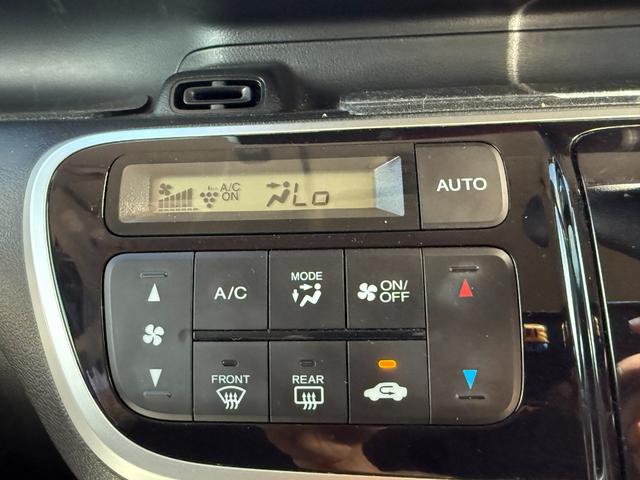 A/C
ON
Lo
AUTO
A/C
MODE
ON/
OFF
FRONT
REAR